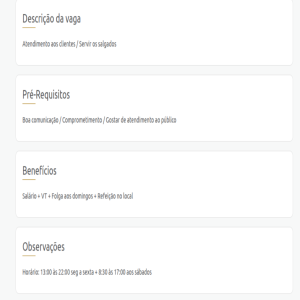 Descrição da vaga
Atendimento aos clientes / Servir os salgados
Pré-Requisitos
Boa comunicação / Comprometimento / Gostar de atendimento ao público
Benefícios
Salário + VT + Folga aos domingos + Refeição no local
Observações
Horário: 13:00 às 22:00 seg a sexta + 8:30 às 17:00 aos sábados